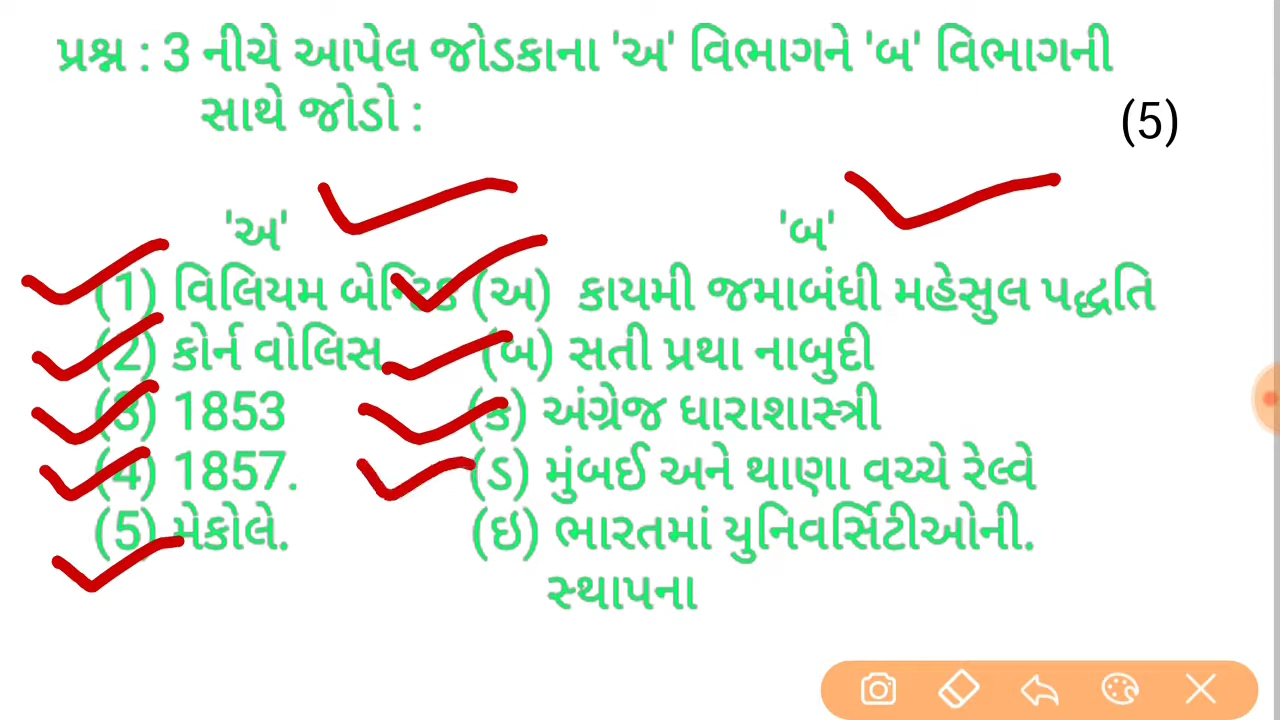 પ્રશ્ન : 3 નીચે આપેલ જોડકાના 'અ' વિભાગને 'બ' વિભાગની
સાથે જોડો :
(5)
'અ' 'બ'
(1) વિલિયમ બેન્ટિક (અ) કાયમી જમાબંધી મહેસુલ પદ્ધતિ
(2) કોર્ન વોલિસ (બ) સતી પ્રથા નાબુદી
(3) 1853 (ક) અંગ્રેજ ધારાશાસ્ત્રી
(4) 1857. (ડ) મુંબઈ અને થાણા વચ્ચે રેલ્વે
(5) મેકોલે. (ઇ) ભારતમાં યુનિવર્સિટીઓની.
સ્થાપના